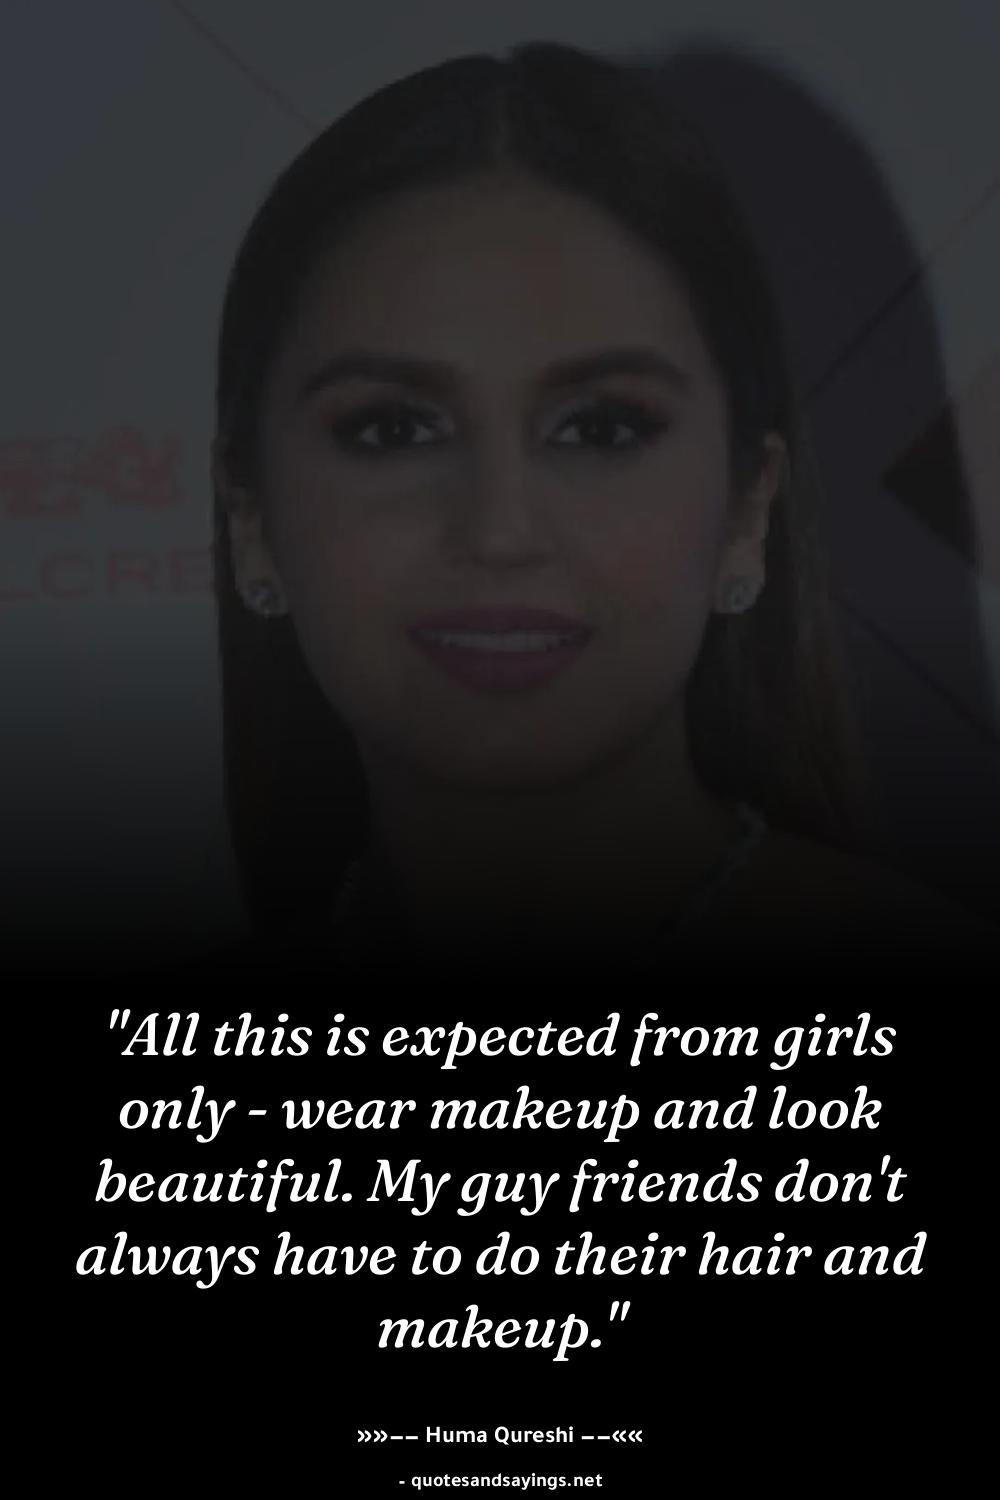 LCRE
"All this is expected from girls
only - wear makeup and look
beautiful. My guy friends don't
always have to do their hair and
makeup."
»»–– Huma Qureshi ––««
- quotesandsayings.net